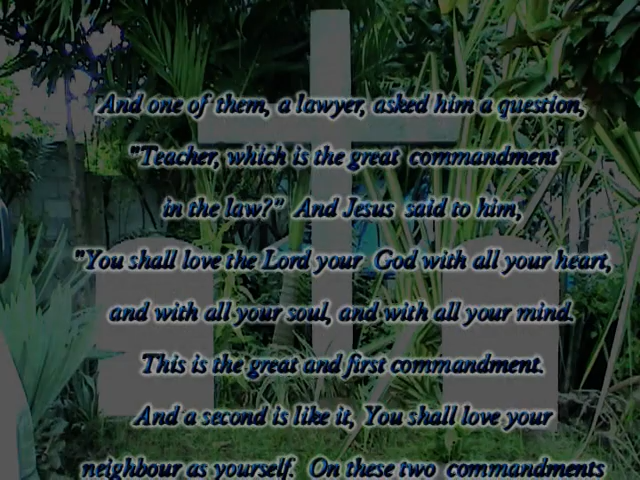 "And one of them, a lawyer, asked him a question,
"Teacher, which is the great commandment
in the law?" And Jesus said to him,
"You shall love the Lord your God with all your heart,
and with all your soul, and with all your mind.
This is the great and first commandment.
And a second is like it, You shall love your
neighbour as yourself. On these two commandments